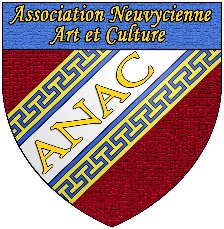 Association Neuvycienne
Art et Culture
ANAC